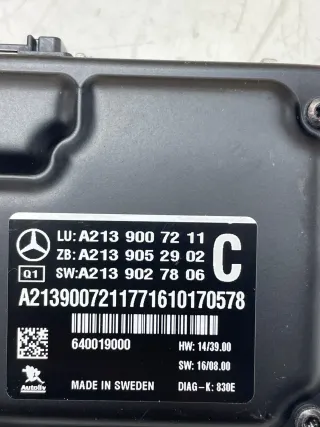 LU: A213 900 72 11
ZB: A213 905 29 02
Q1 SW: A213 902 78 06
C
A2139007211771610170578
640019000
HW: 14/39.00
SW: 16/08.00
Autoliv
MADE IN SWEDEN
DIAG-K: 830E